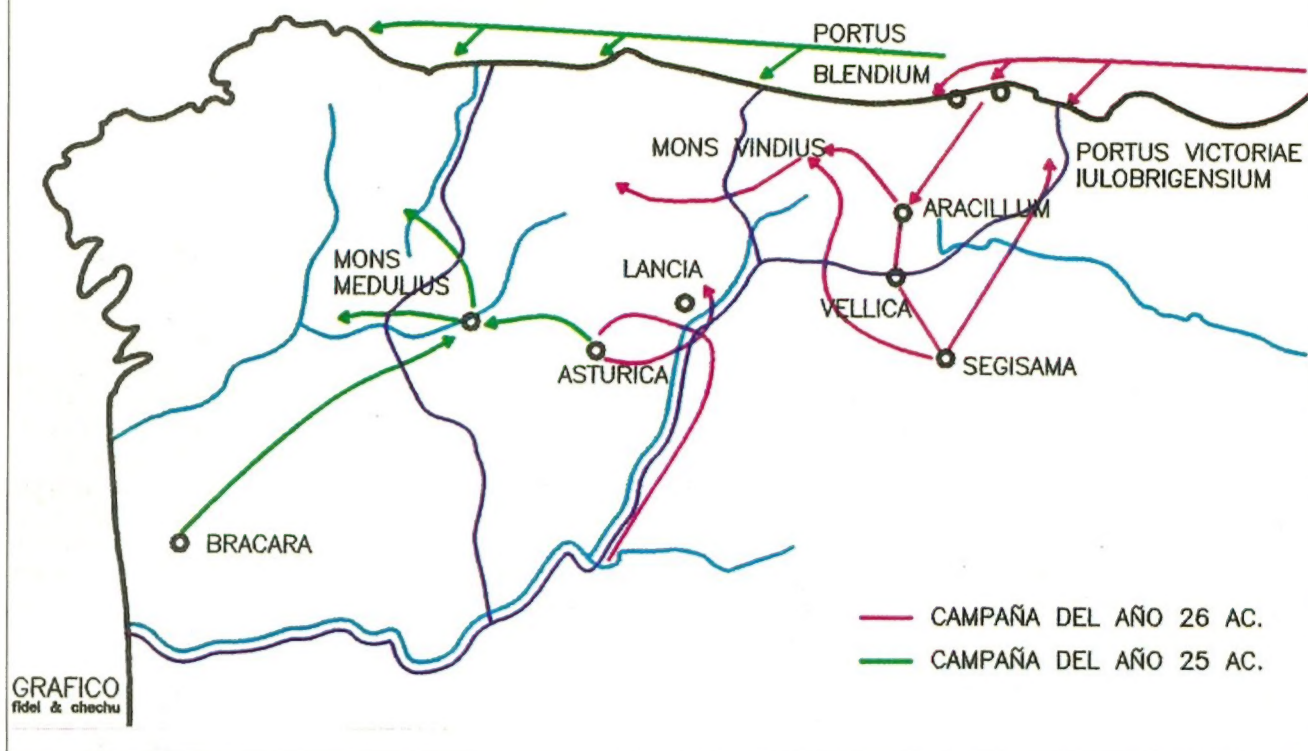 PORTUS
BLENDIUM
MONS VINDIUS
PORTUS VICTORIAE
IULOBRIGENSIUM
ARACILLUM
MONS
MEDULIUS
LANCIA
VELLICA
ASTURICA
SEGISAMA
BRACARA
CAMPAÑA DEL AÑO 26 AC.
CAMPAÑA DEL AÑO 25 AC.
GRAFICO
fidel & chechu